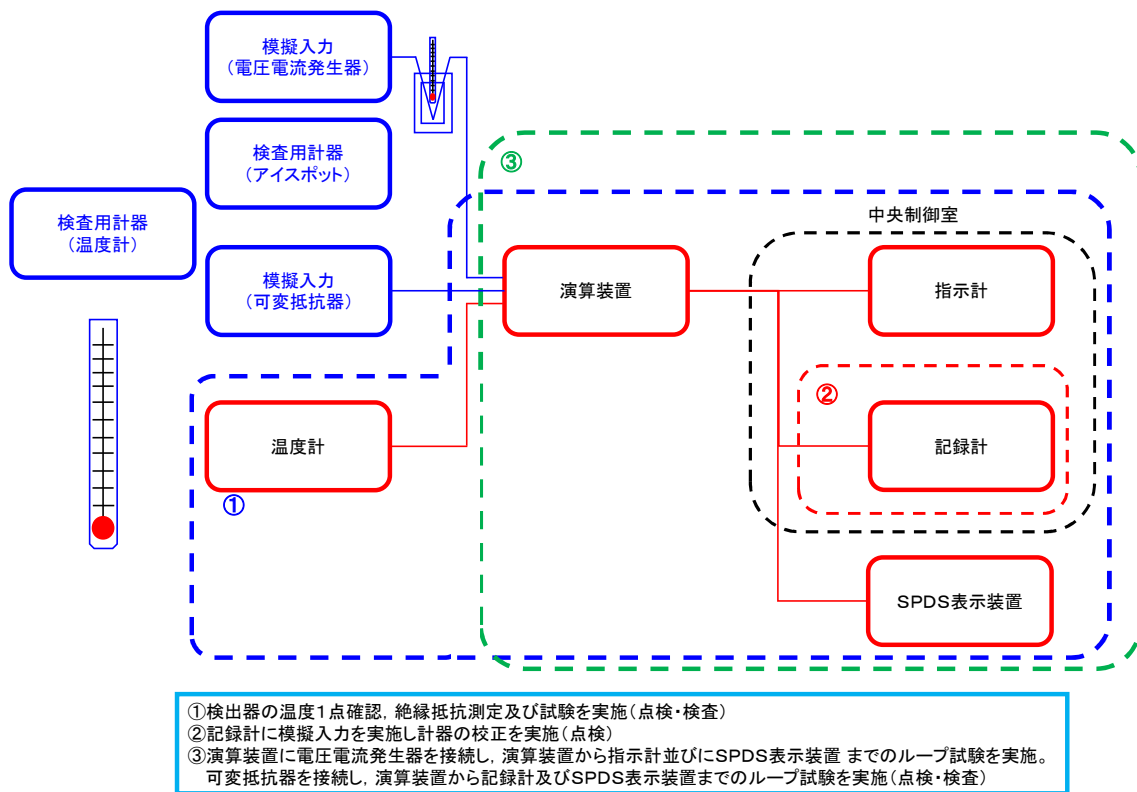 模擬入力
(電圧電流発生器)
検査用計器
(アイスポット)
検査用計器
(温度計)
模擬入力
(可変抵抗器)
温度計
①
③
演算装置
中央制御室
指示計
②
記録計
SPDS表示装置
①検出器の温度1点確認,絶縁抵抗測定及び試験を実施(点検・検査)
②記録計に模擬入力を実施し計器の校正を実施(点検)
③演算装置に電圧電流発生器を接続し,演算装置から指示計並びにSPDS表示装置 までのループ試験を実施。
可変抵抗器を接続し,演算装置から記録計及びSPDS表示装置までのループ試験を実施(点検・検査)